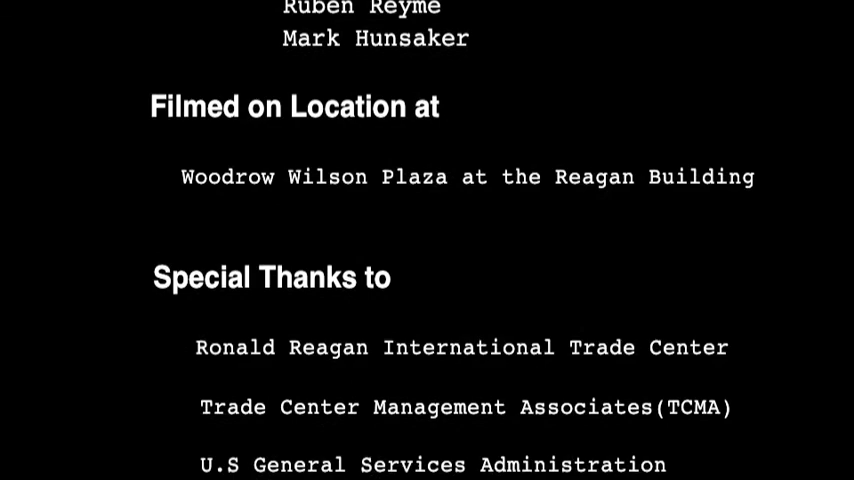 Ruben Reyme
Mark Hunsaker
Filmed on Location at
Woodrow Wilson Plaza at the Reagan Building
Special Thanks to
Ronald Reagan International Trade Center
Trade Center Management Associates(TCMA)
U.S General Services Administration